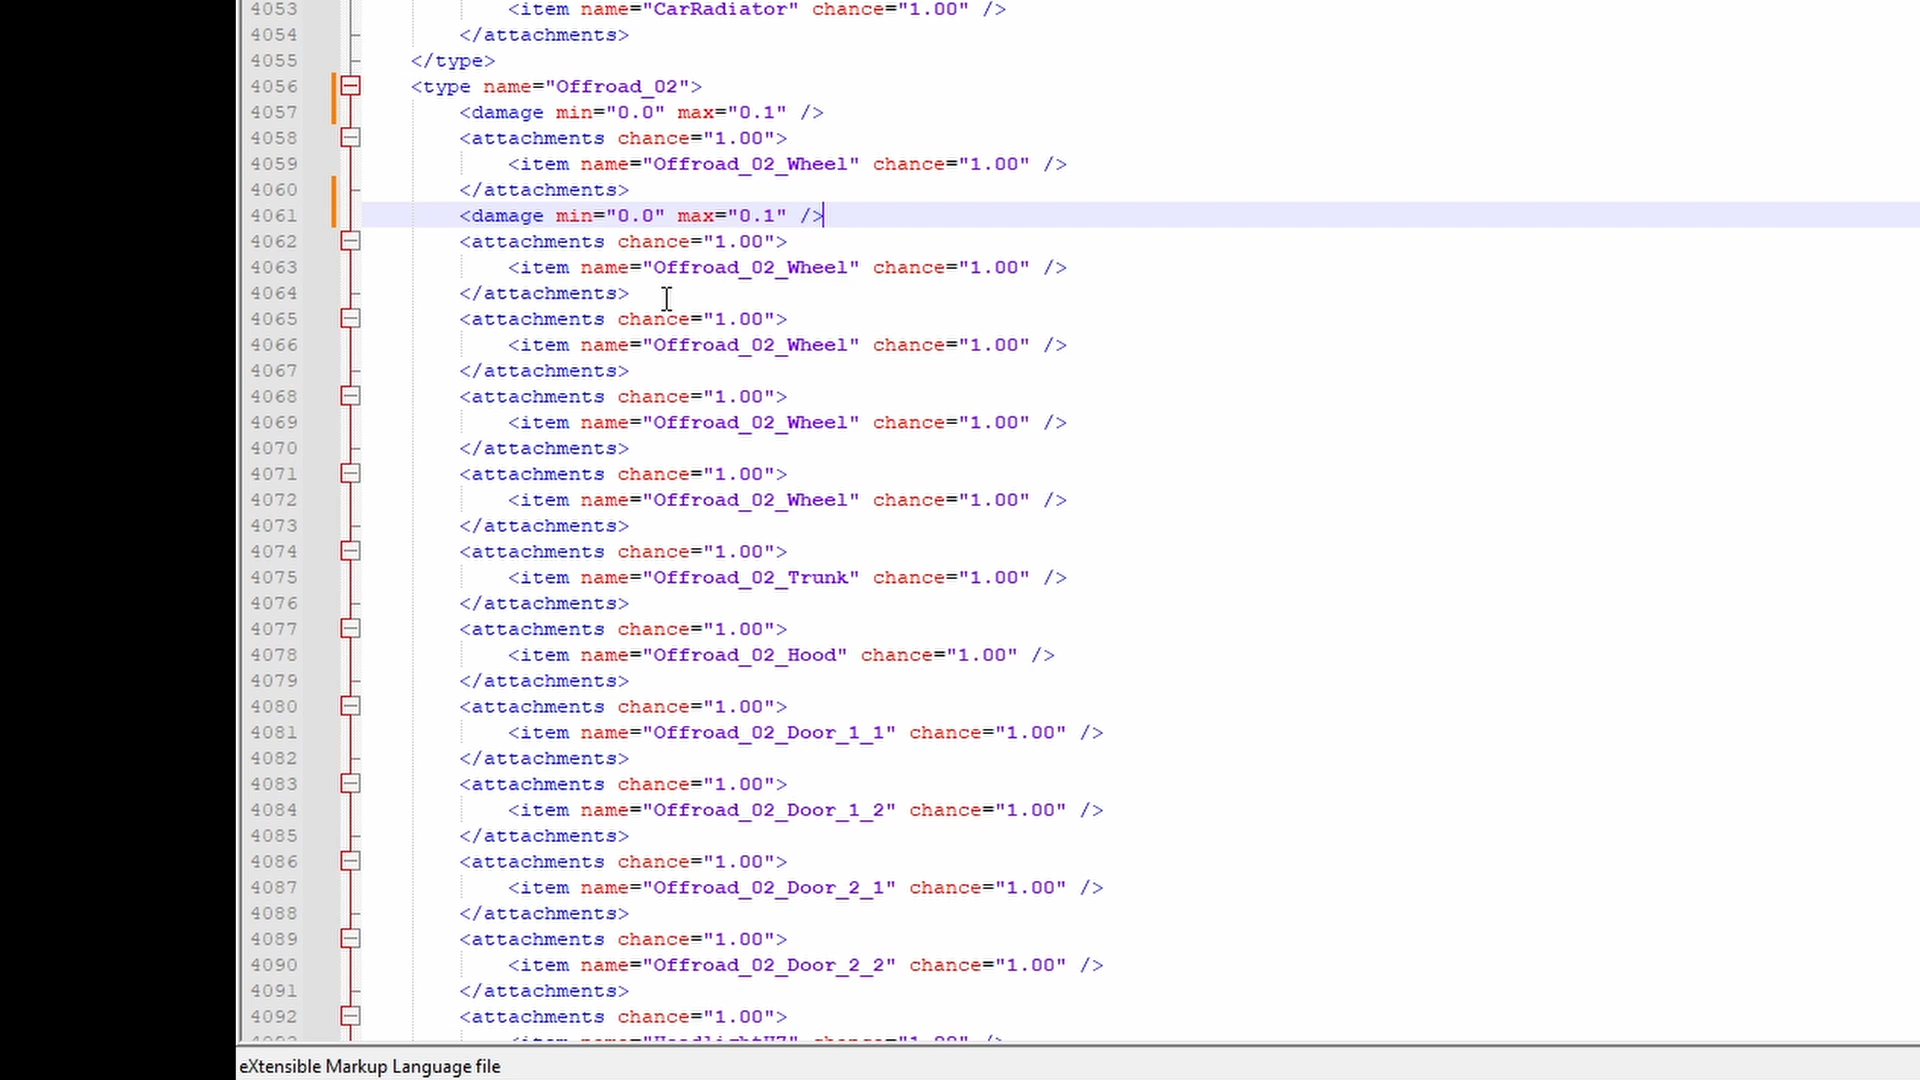 4053 <item name="CarRadiator" chance="1.00" />
4054 </attachments>
4055 </type>
4056 <type name="Offroad_02">
4057 <damage min="0.0" max="0.1" />
4058 <attachments chance="1.00">
4059 <item name="Offroad_02_Wheel" chance="1.00" />
4060 </attachments>
4061 <damage min="0.0" max="0.1" />
4062 <attachments chance="1.00">
4063 <item name="Offroad_02_Wheel" chance="1.00" />
4064 </attachments>
4065 <attachments chance="1.00">
4066 <item name="Offroad_02_Wheel" chance="1.00" />
4067 </attachments>
4068 <attachments chance="1.00">
4069 <item name="Offroad_02_Wheel" chance="1.00" />
4070 </attachments>
4071 <attachments chance="1.00">
4072 <item name="Offroad_02_Wheel" chance="1.00" />
4073 </attachments>
4074 <attachments chance="1.00">
4075 <item name="Offroad_02_Trunk" chance="1.00" />
4076 </attachments>
4077 <attachments chance="1.00">
4078 <item name="Offroad_02_Hood" chance="1.00" />
4079 </attachments>
4080 <attachments chance="1.00">
4081 <item name="Offroad_02_Door_1_1" chance="1.00" />
4082 </attachments>
4083 <attachments chance="1.00">
4084 <item name="Offroad_02_Door_1_2" chance="1.00" />
4085 </attachments>
4086 <attachments chance="1.00">
4087 <item name="Offroad_02_Door_2_1" chance="1.00" />
4088 </attachments>
4089 <attachments chance="1.00">
4090 <item name="Offroad_02_Door_2_2" chance="1.00" />
4091 </attachments>
4092 <attachments chance="1.00">
eXtensible Markup Language file